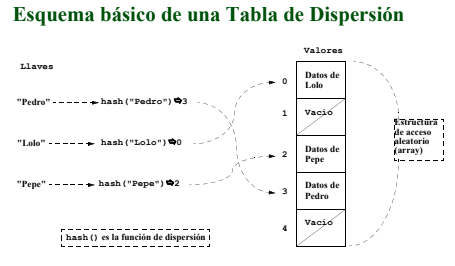 Esquema básico de una Tabla de Dispersión
Valores
Llaves
0 Datos de
Lolo
"Pedro" hash("Pedro")➪3
1 Vacio
"Lolo" hash("Lolo")➪0
Estructura
de acceso
aleatorio
(array)
2 Datos de
Pepe
"Pepe" hash("Pepe")➪2
3 Datos de
Pedro
4 Vacio
hash() es la función de dispersión